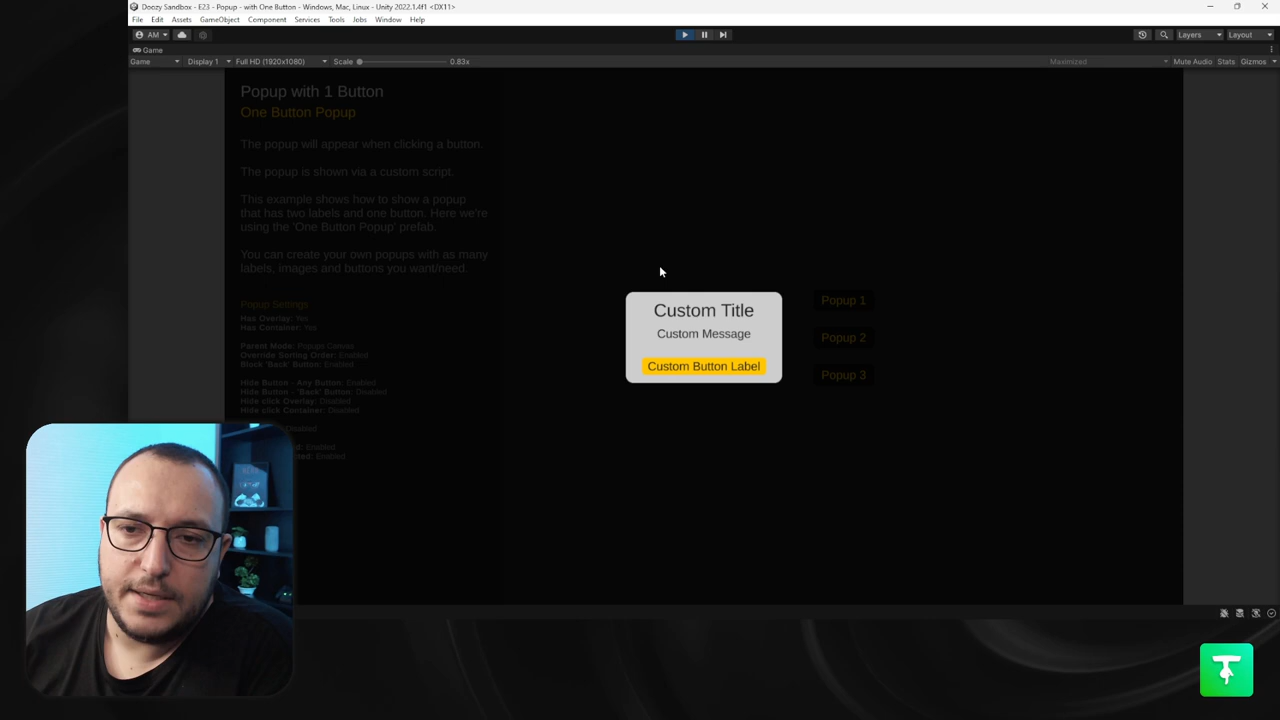 Doozy Sandbox - E23 - Popup - with One Button - Windows, Mac, Linux - Unity 2022.1.4f1 <DX11>
File Edit Assets GameObject Component Services Tools Jobs Window Help
AM Layers Layout
Game
Game Display 1 Full HD (1920x1080) Scale 0.83x Maximized Mute Audio Stats Gizmos
Popup with 1 Button
One Button Popup
The popup will appear when clicking a button.
The popup is shown via a custom script.
This example shows how to show a popup
that has two labels and one button. Here we're
using the 'One Button Popup' prefab.
You can create your own popups with as many
labels, images and buttons you want/need
Popup Settings
Has Overlay: Yes
Has Container: Yes
Parent Mode: Popups Canvas
Override Sorting Order: Enabled
Block 'Back' Button: Enabled
Hide Button - Any Button: Enabled
Hide Button - 'Back' Button: Disabled
Hide click Overlay: Disabled
Hide click Container: Disabled
Disabled
Enabled
Enabled
Custom Title
Custom Message
Custom Button Label
Popup 1
Popup 2
Popup 3